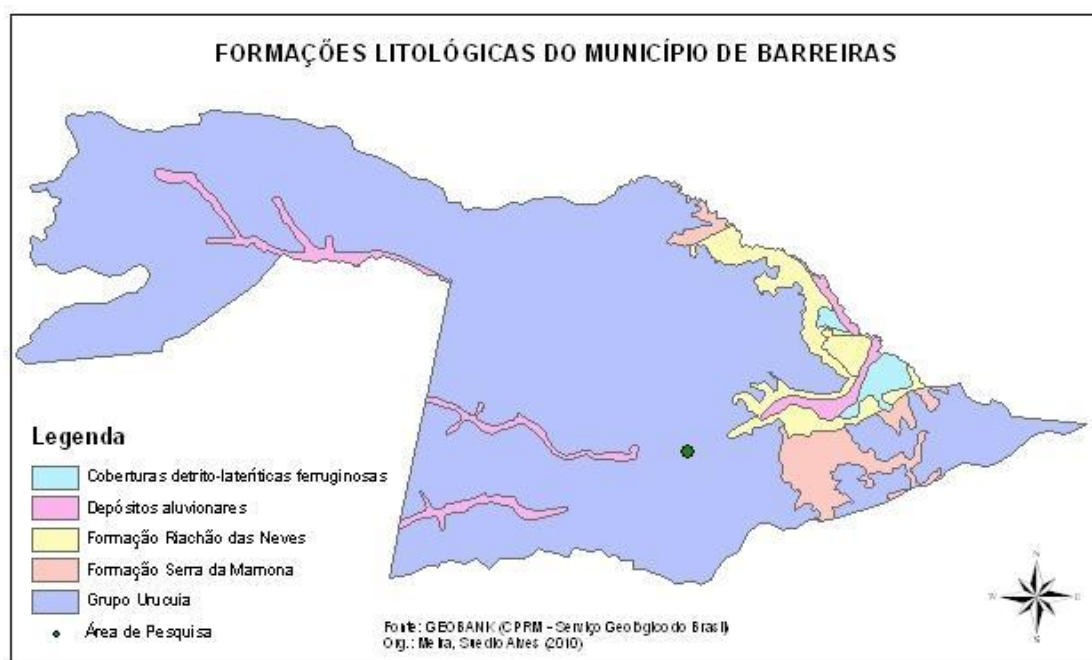 FORMAÇÕES LITOLÓGICAS DO MUNICÍPIO DE BARREIRAS
Legenda
Coberturas detrito-lateríticas ferruginosas
Depósitos aluvionares
Formação Riachão das Neves
Formação Serra da Mamona
Grupo Urucuia
Área de Pesquisa
Fonte: GEOBANK (CPRM - Serviço Geológico do Brasil)
Org.: Meira, Suedio Alves (2010)
N
W
E
S